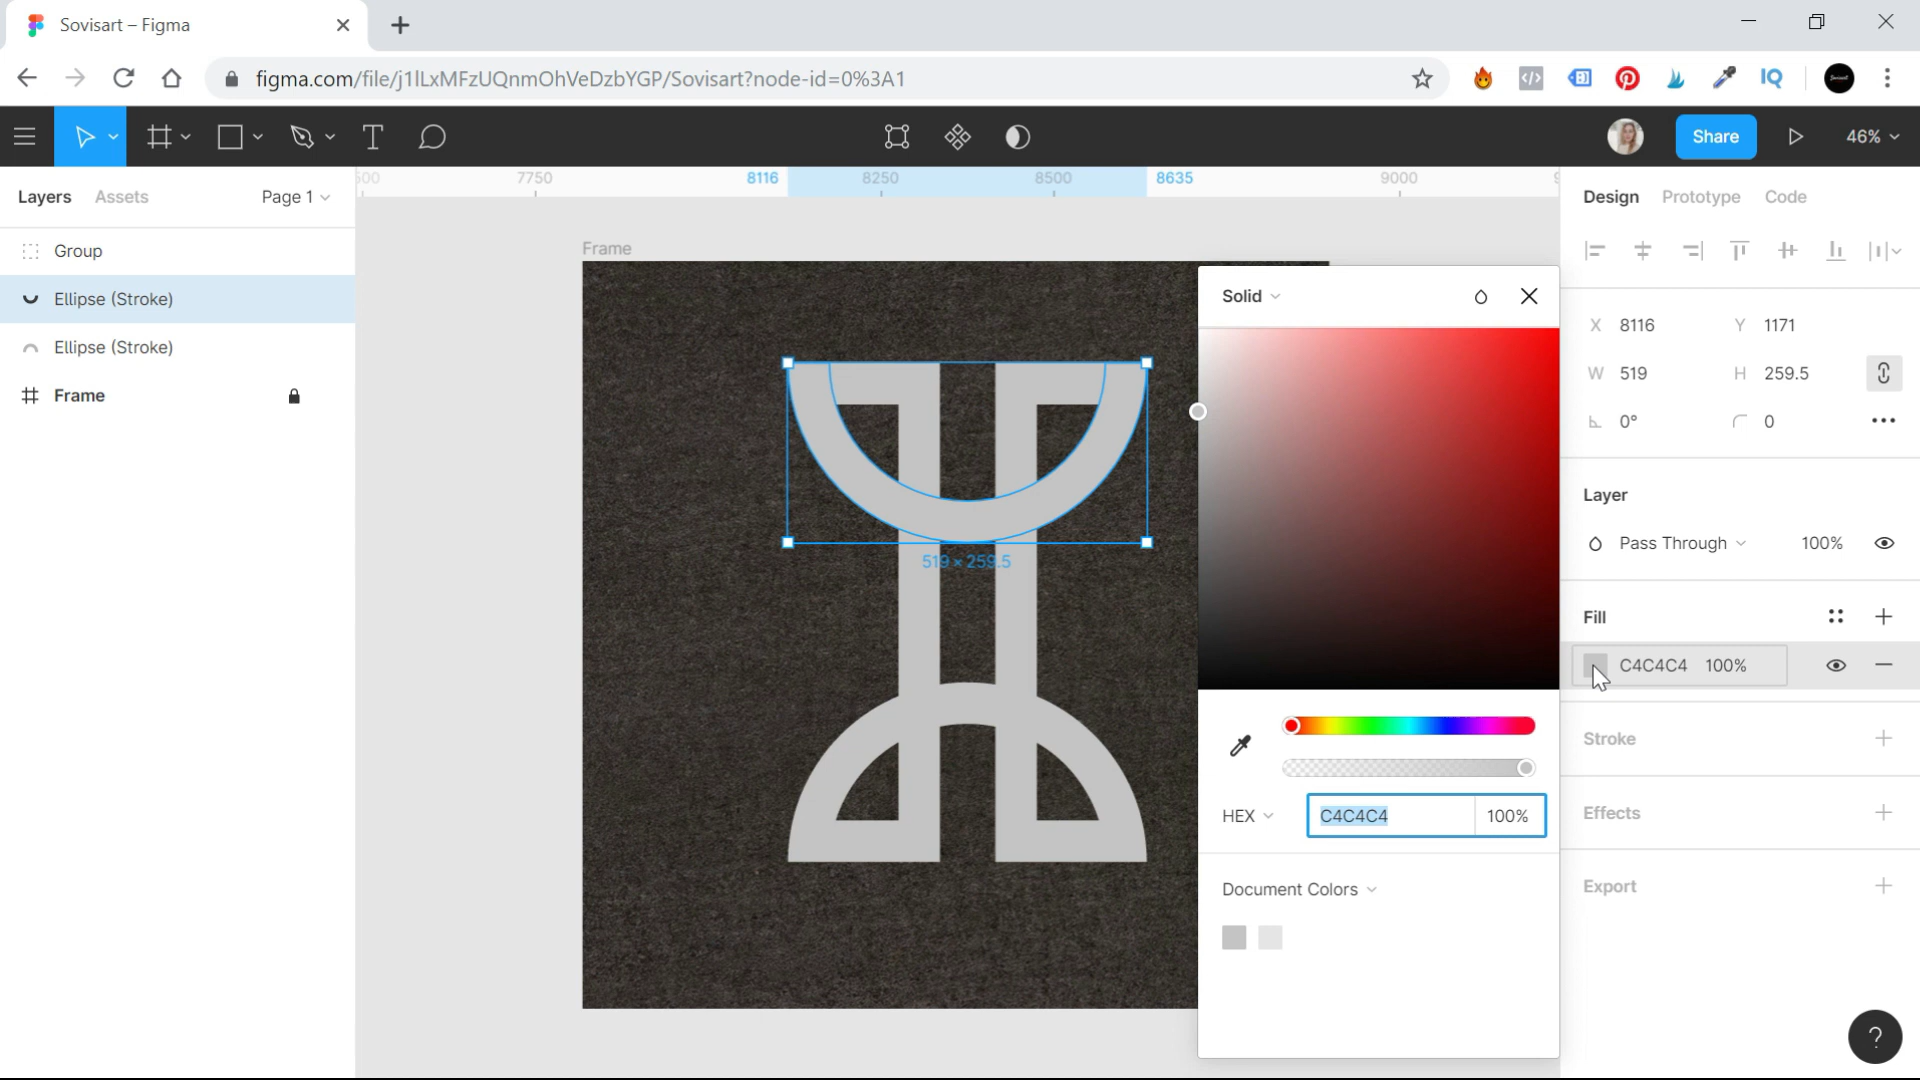 Sovisart – Figma
figma.com/file/j1lLxMFzUQnmOhVeDzbYGP/Sovisart?node-id=0%3A1
IQ
T
Share
46%
Layers
Assets
Page 1
7750
8116
8250
8500
8635
9000
Design
Prototype
Code
Group
Ellipse (Stroke)
Ellipse (Stroke)
Frame
Frame
519 × 259.5
Solid
HEX
C4C4C4
100%
Document Colors
X 8116
Y 1171
W 519
H 259.5
0°
0
Layer
Pass Through
100%
Fill
C4C4C4 100%
Stroke
Effects
Export
?